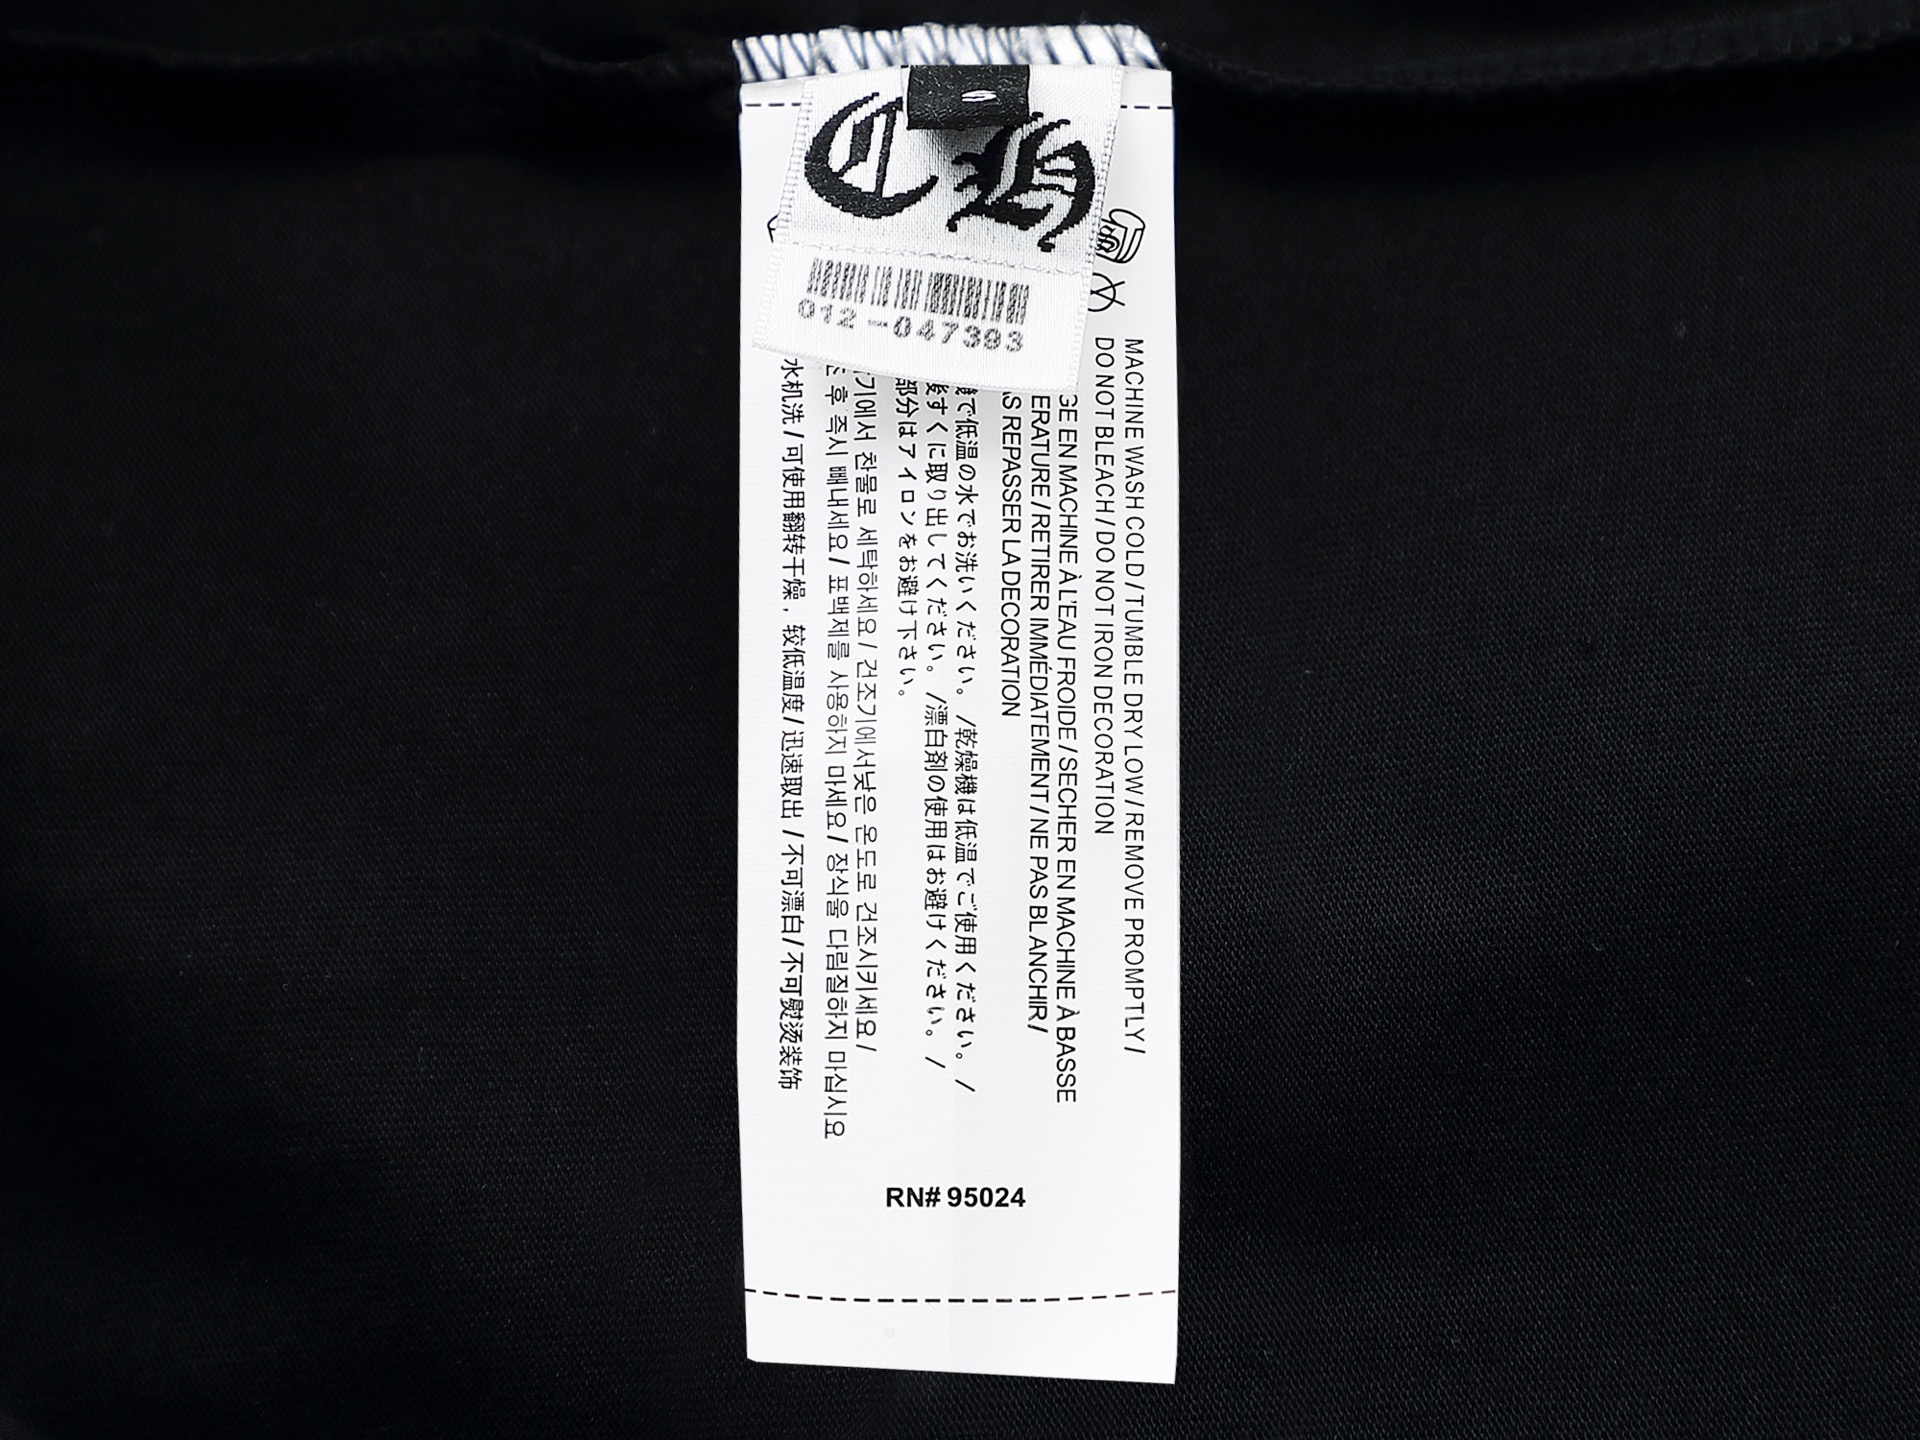 CH
012-047393
MACHINE WASH COLD / TUMBLE DRY LOW / REMOVE PROMPTLY /
DO NOT BLEACH / DO NOT IRON DECORATION
EN MACHINE À L'EAU FROIDE / SECHER EN MACHINE À BASSE
ERATURE / RETIRER IMMÉDIATEMENT / NE PAS BLANCHIR /
S REPASSER LA DECORATION
で低温の水でお洗いください。/乾燥機は低温でご使用ください。/
後すぐに取り出してください。/漂白剤の使用はお避けください。/
部分はアイロンをお避け下さい。
기에서 찬물로 세탁하세요 / 건조기에서낮은 온도로 건조시키세요 /
후 즉시 빼내세요 / 표백제를 사용하지 마세요 / 장식울 다림질하지 마십시요
水机洗 / 可使用翻转干燥，较低温度 / 迅速取出 / 不可漂白 / 不可熨烫装饰
RN# 95024